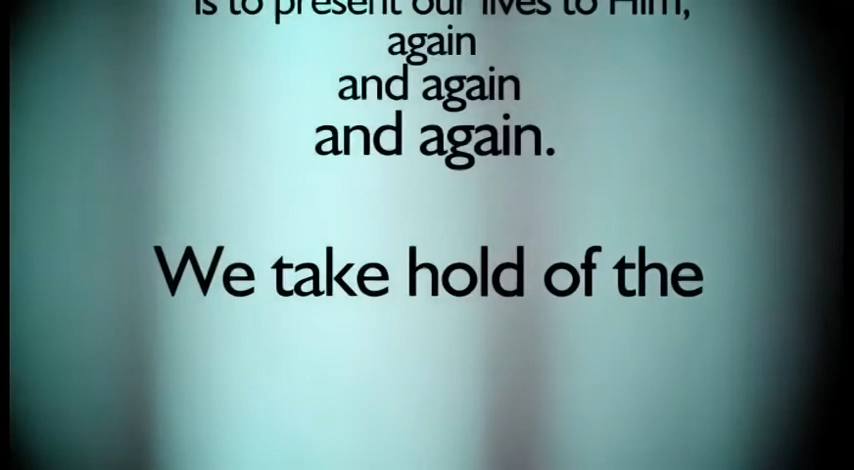 is to present our lives to Him,
again
and again
and again.
We take hold of the